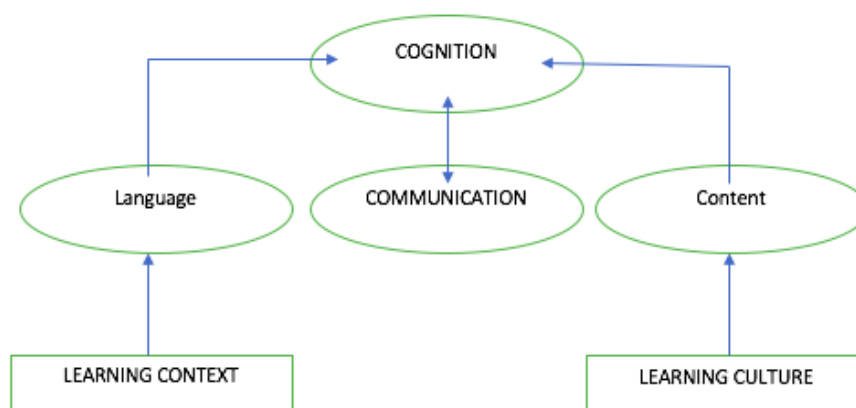 COGNITION
Language
COMMUNICATION
Content
LEARNING CONTEXT
LEARNING CULTURE